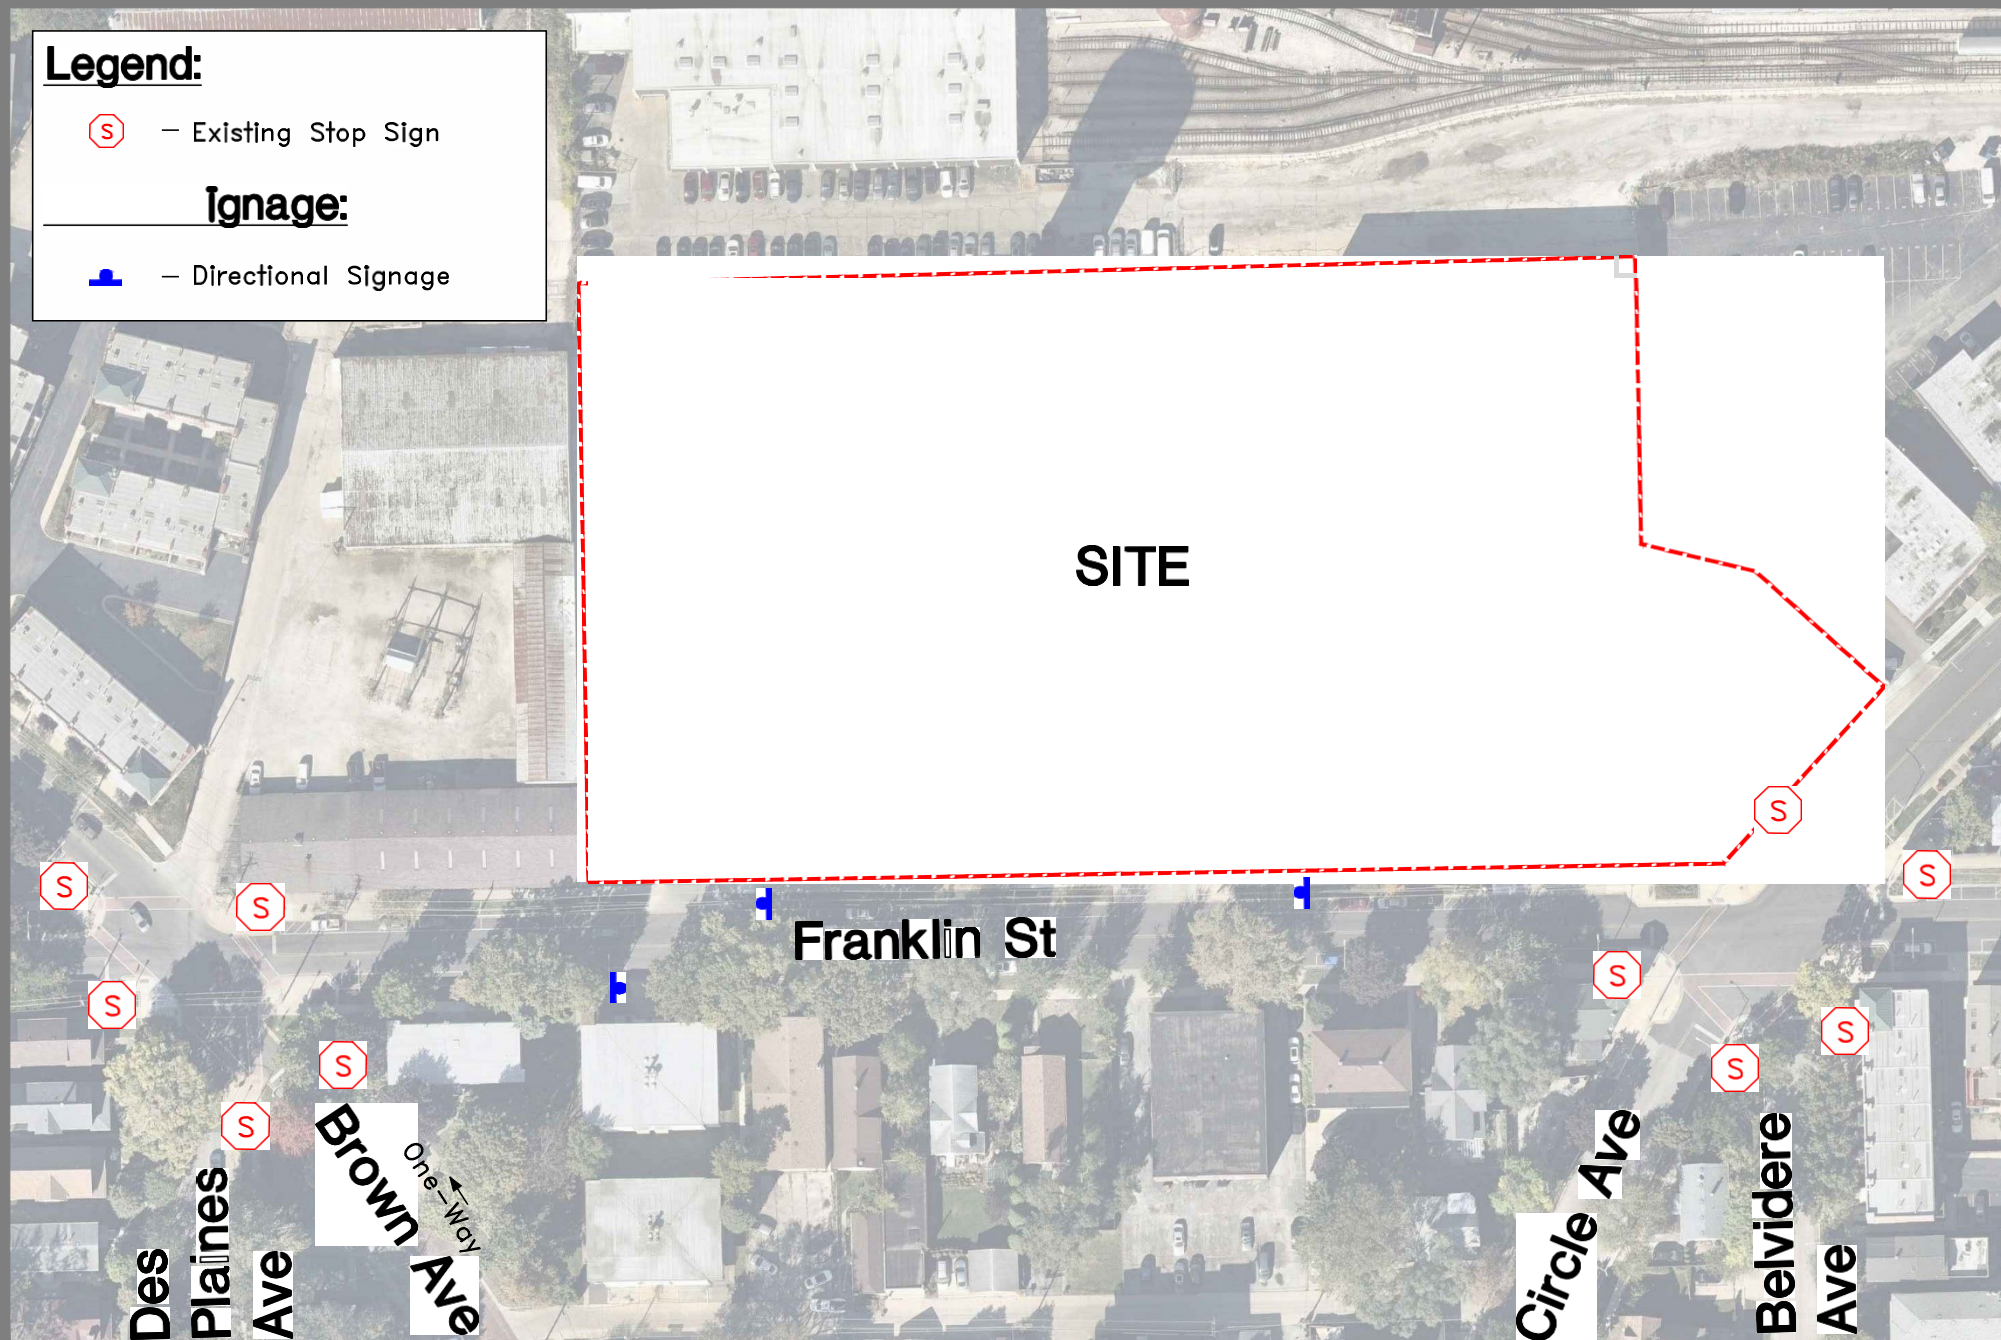 Legend:
S
– Existing Stop Sign
ignage:
– Directional Signage
SITE
S
S
S
S
Franklin St
S
S
S
S
S
S
Brown Ave
One-Way
Des Plaines Ave
Circle Ave
Belvidere Ave